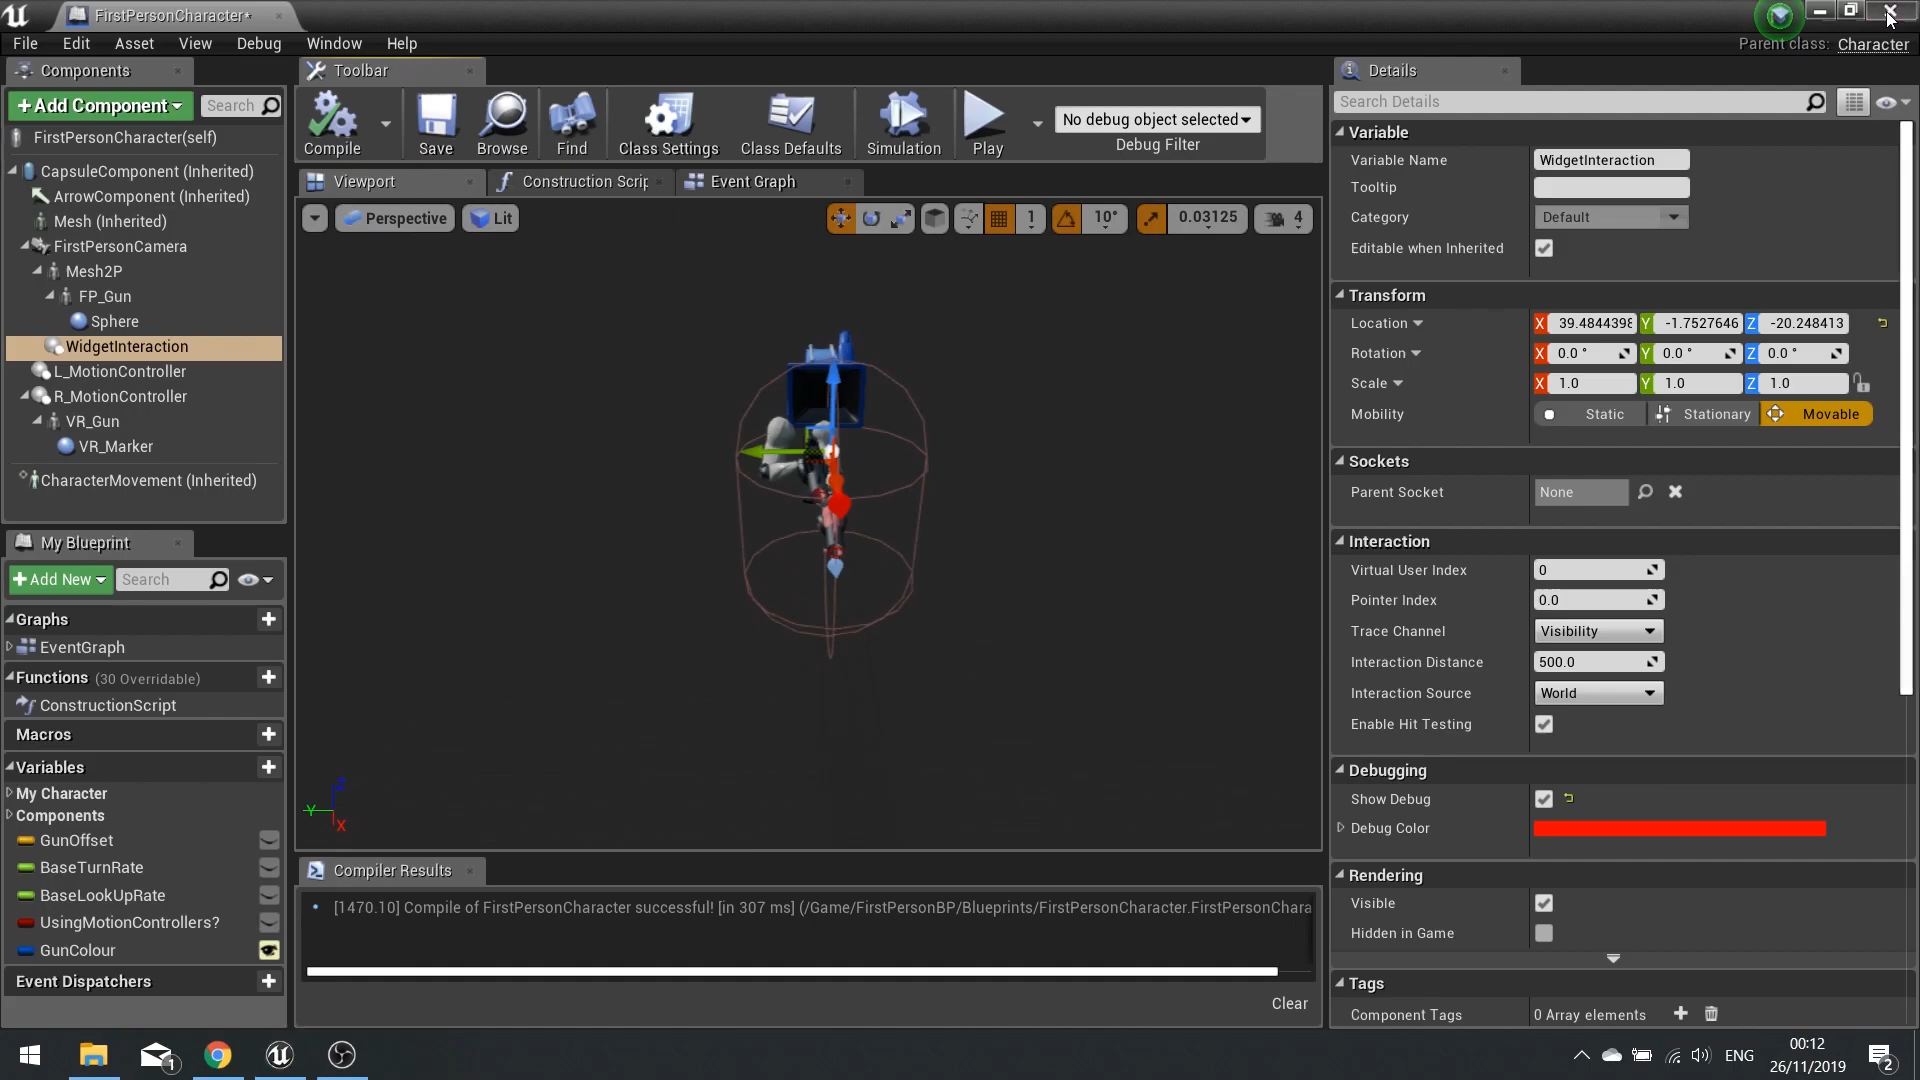 FirstPersonCharacter*
File Edit Asset View Debug Window Help
Parent class: Character
Components
+Add Component
Search
FirstPersonCharacter(self)
CapsuleComponent (Inherited)
ArrowComponent (Inherited)
Mesh (Inherited)
FirstPersonCamera
Mesh2P
FP_Gun
Sphere
WidgetInteraction
L_MotionController
R_MotionController
VR_Gun
VR_Marker
CharacterMovement (Inherited)
My Blueprint
+Add New
Search
Graphs
EventGraph
Functions (30 Overridable)
ConstructionScript
Macros
Variables
My Character
Components
GunOffset
BaseTurnRate
BaseLookUpRate
UsingMotionControllers?
GunColour
Event Dispatchers
Toolbar
Compile Save Browse Find Class Settings Class Defaults Simulation Play
No debug object selected
Debug Filter
Viewport
Construction Scrip
Event Graph
Perspective
Lit
1
10°
0.03125
4
Z
Y
X
Compiler Results
[1470.10] Compile of FirstPersonCharacter successful! [in 307 ms] (/Game/FirstPersonBP/Blueprints/FirstPersonCharacter.FirstPersonChara
Clear
Details
Search Details
Variable
Variable Name WidgetInteraction
Tooltip
Category Default
Editable when Inherited
Transform
Location X 39.4844398 Y -1.7527646 Z -20.248413
Rotation X 0.0 ° Y 0.0 ° Z 0.0 °
Scale X 1.0 Y 1.0 Z 1.0
Mobility Static Stationary Movable
Sockets
Parent Socket None
Interaction
Virtual User Index 0
Pointer Index 0.0
Trace Channel Visibility
Interaction Distance 500.0
Interaction Source World
Enable Hit Testing
Debugging
Show Debug
Debug Color
Rendering
Visible
Hidden in Game
Tags
Component Tags 0 Array elements
1
ENG
00:12
26/11/2019
2